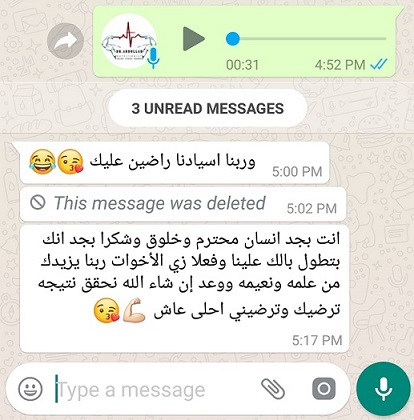 00:31
4:52 PM
3 UNREAD MESSAGES
وربنا اسيادنا راضين عليك 😘😂
5:00 PM
This message was deleted
5:02 PM
انت بجد انسان محترم وخلوق وشكرا بجد انك
بتطول بالك علينا وفعلا زي الأخوات ربنا يزيدك
من علمه ونعيمه ووعد إن شاء الله نحقق نتيجه
ترضيك وترضيني احلى عاش 💪🏼😘
5:17 PM
Type a message